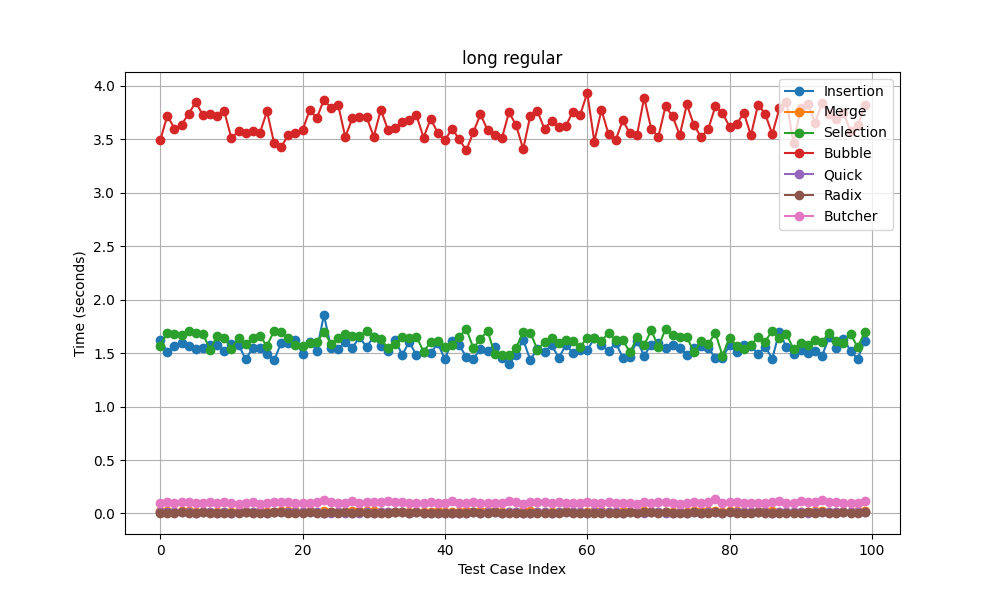 long regular
4.0
3.5
3.0
2.5
2.0
1.5
1.0
0.5
0.0
Time (seconds)
0 20 40 60 80 100
Test Case Index
Insertion
Merge
Selection
Bubble
Quick
Radix
Butcher